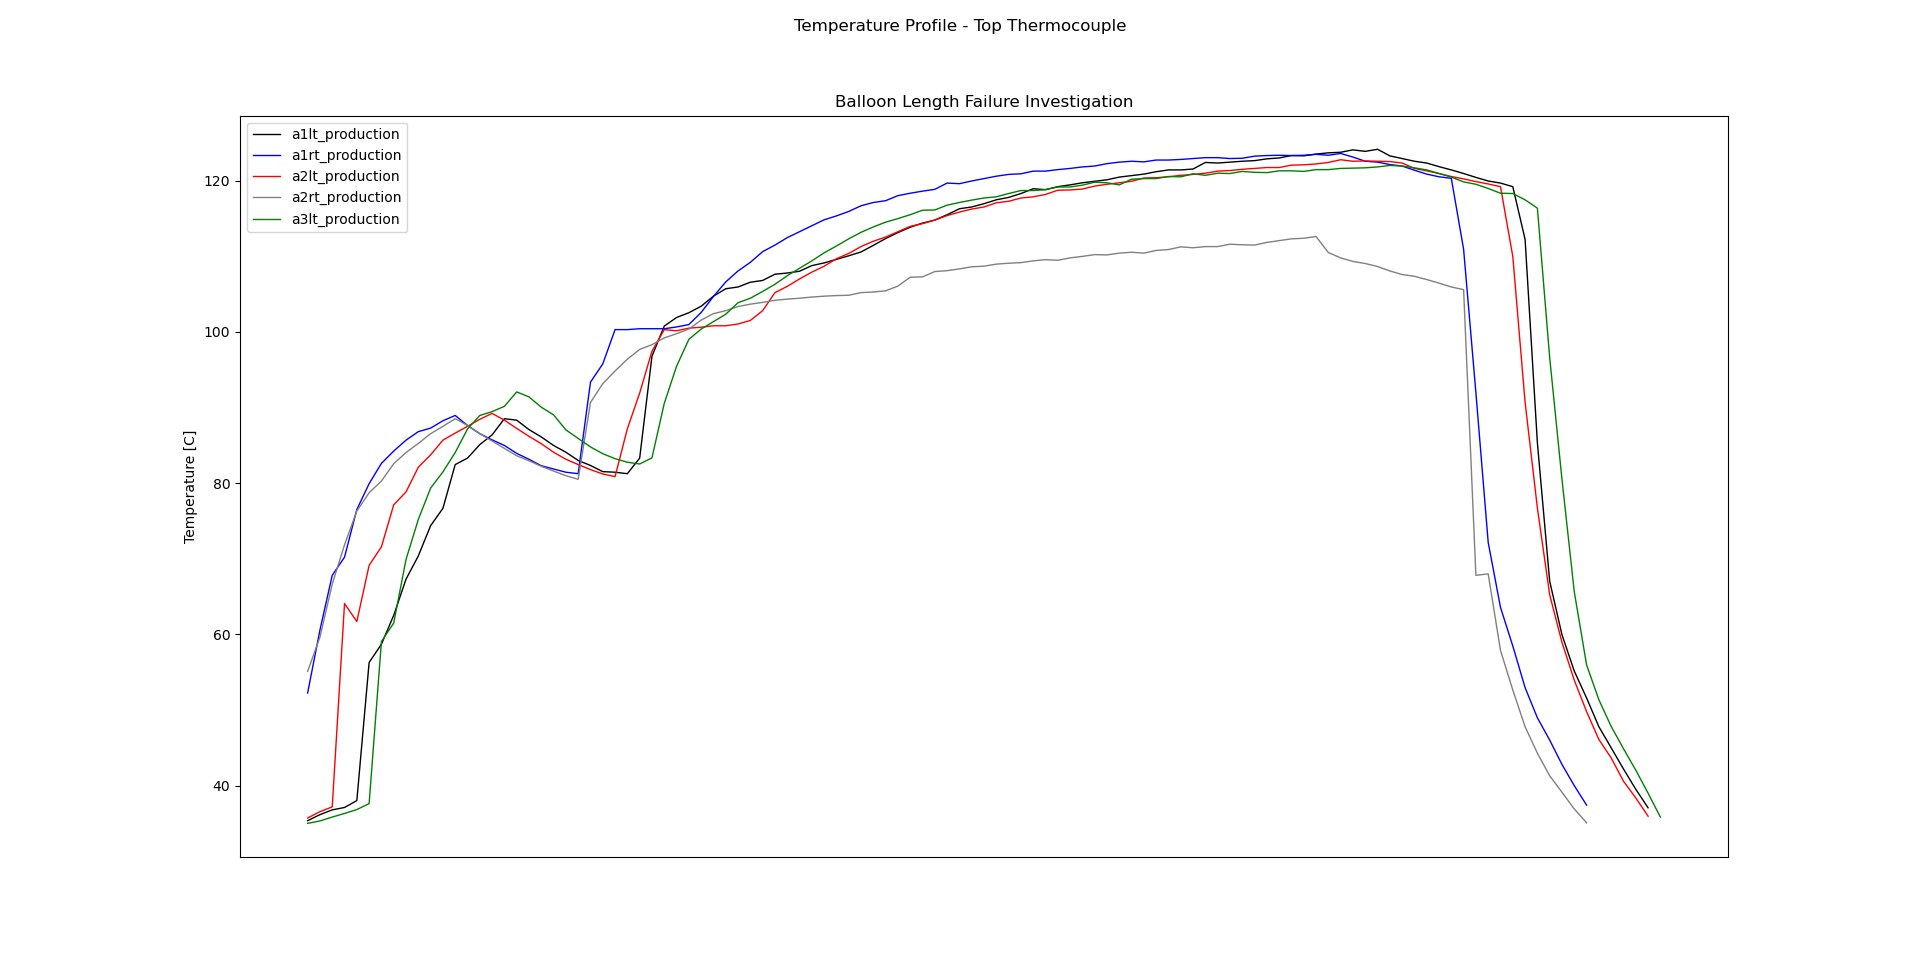 Temperature Profile - Top Thermocouple
Balloon Length Failure Investigation
a1lt_production
a1rt_production
a2lt_production
a2rt_production
a3lt_production
120
100
80
60
40
Temperature [C]